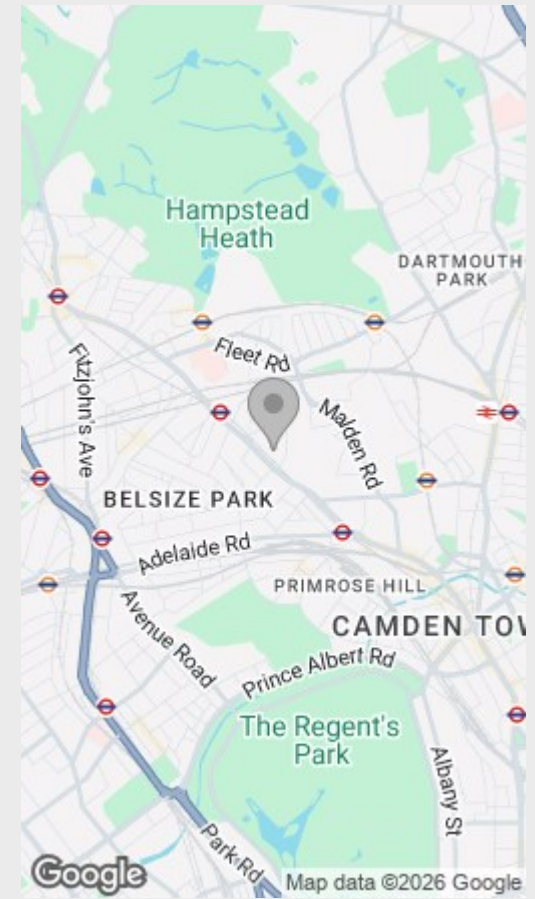 Hampstead
Heath
DARTMOUTH
PARK
Fleet Rd
Fitzjohn's Ave
Malden Rd
BELSIZE PARK
Adelaide Rd
PRIMROSE HILL
CAMDEN TOW
Avenue Road
Prince Albert Rd
The Regent's
Park
Albany St
Park Rd
Google
Map data ©2026 Google